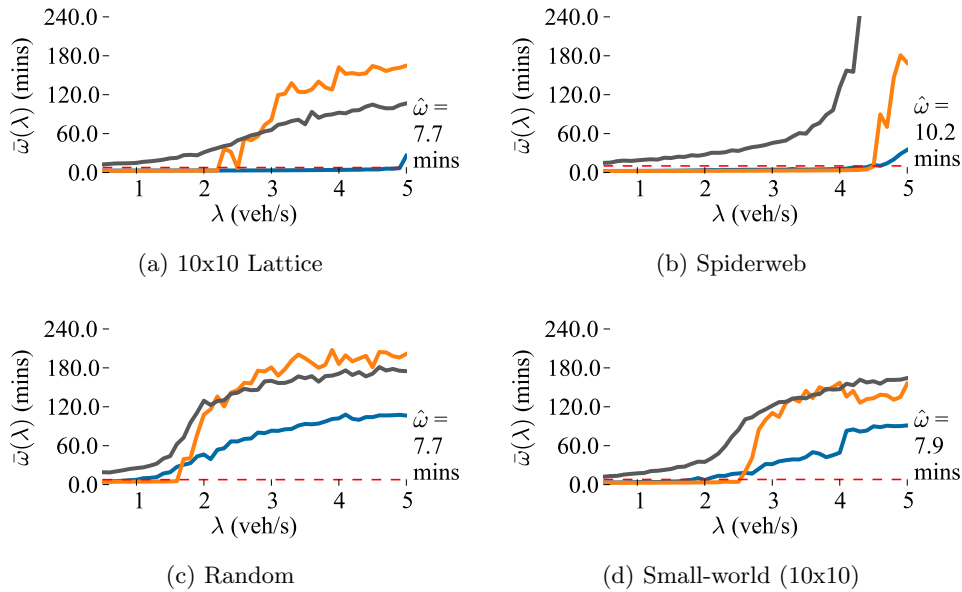 240.0
180.0
120.0
60.0
0.0
ω̄(λ) (mins)
1 2 3 4 5
λ (veh/s)
ω̂ =
7.7
mins
(a) 10x10 Lattice
240.0
180.0
120.0
60.0
0.0
ω̄(λ) (mins)
1 2 3 4 5
λ (veh/s)
ω̂ =
10.2
mins
(b) Spiderweb
240.0
180.0
120.0
60.0
0.0
ω̄(λ) (mins)
1 2 3 4 5
λ (veh/s)
ω̂ =
7.7
mins
(c) Random
240.0
180.0
120.0
60.0
0.0
ω̄(λ) (mins)
1 2 3 4 5
λ (veh/s)
ω̂ =
7.9
mins
(d) Small-world (10x10)